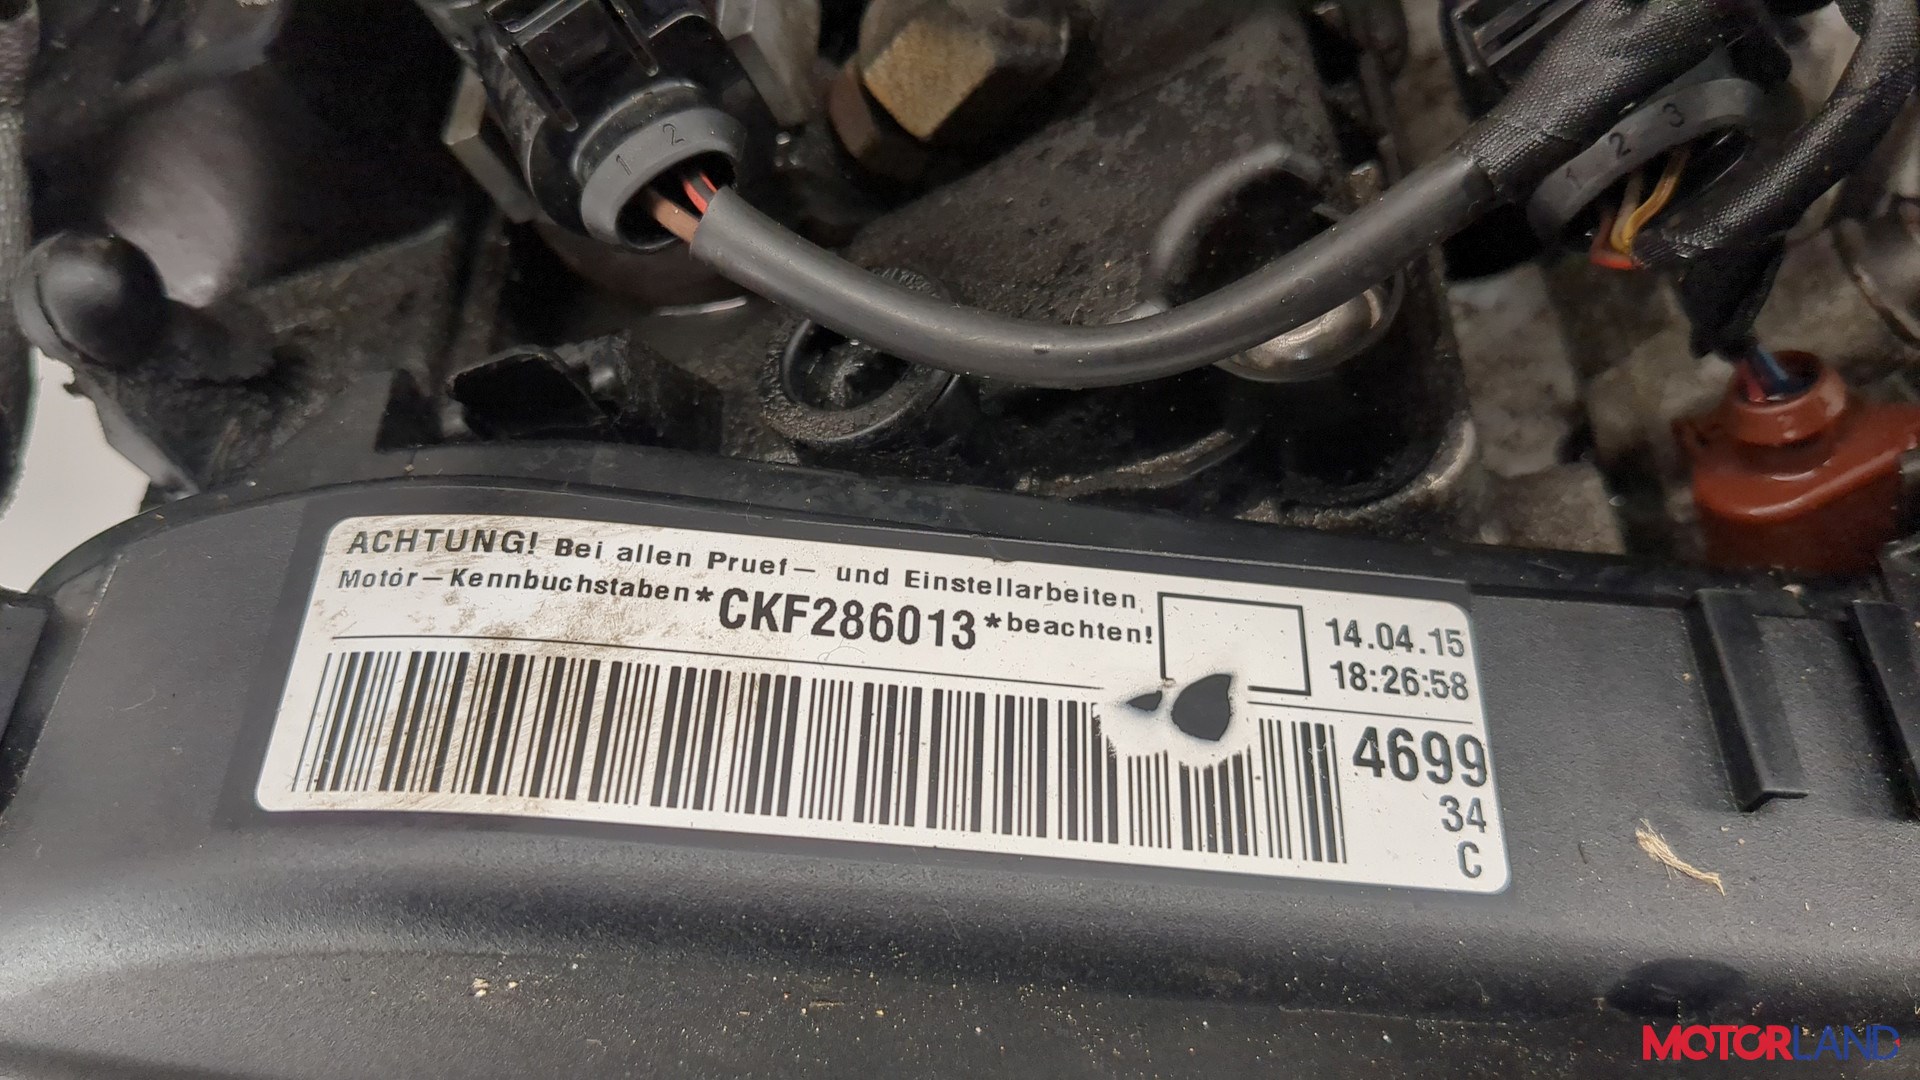 1 2
1 2 3
ACHTUNG! Bei allen Pruef- und Einstellarbeiten
Motor-Kennbuchstaben*CKF286013*beachten!
14.04.15
18:26:58
4699
34
C
MOTORLAND